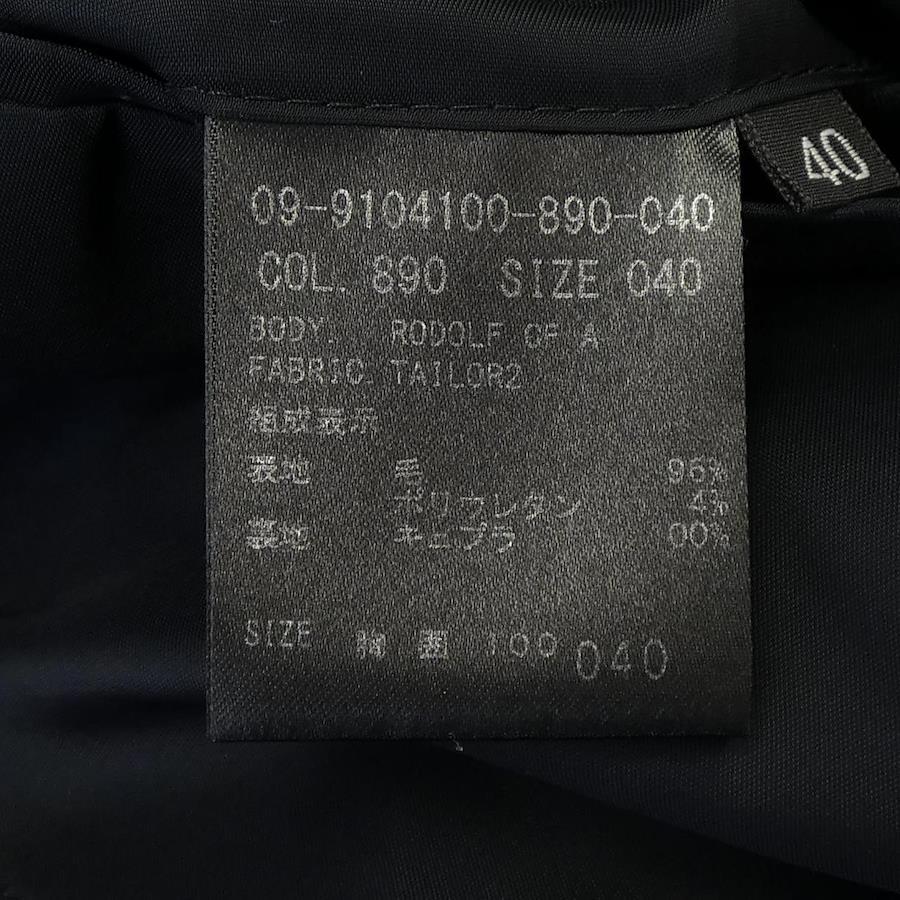 40
09-9104100-890-040
COL. 890 SIZE 040
BODY. RODOLF OF A
FABRIC. TAILOR2
組成表示
表地 毛 96%
ポリウレタン 4%
裏地 キュプラ 00%
SIZE 胸囲 100 040